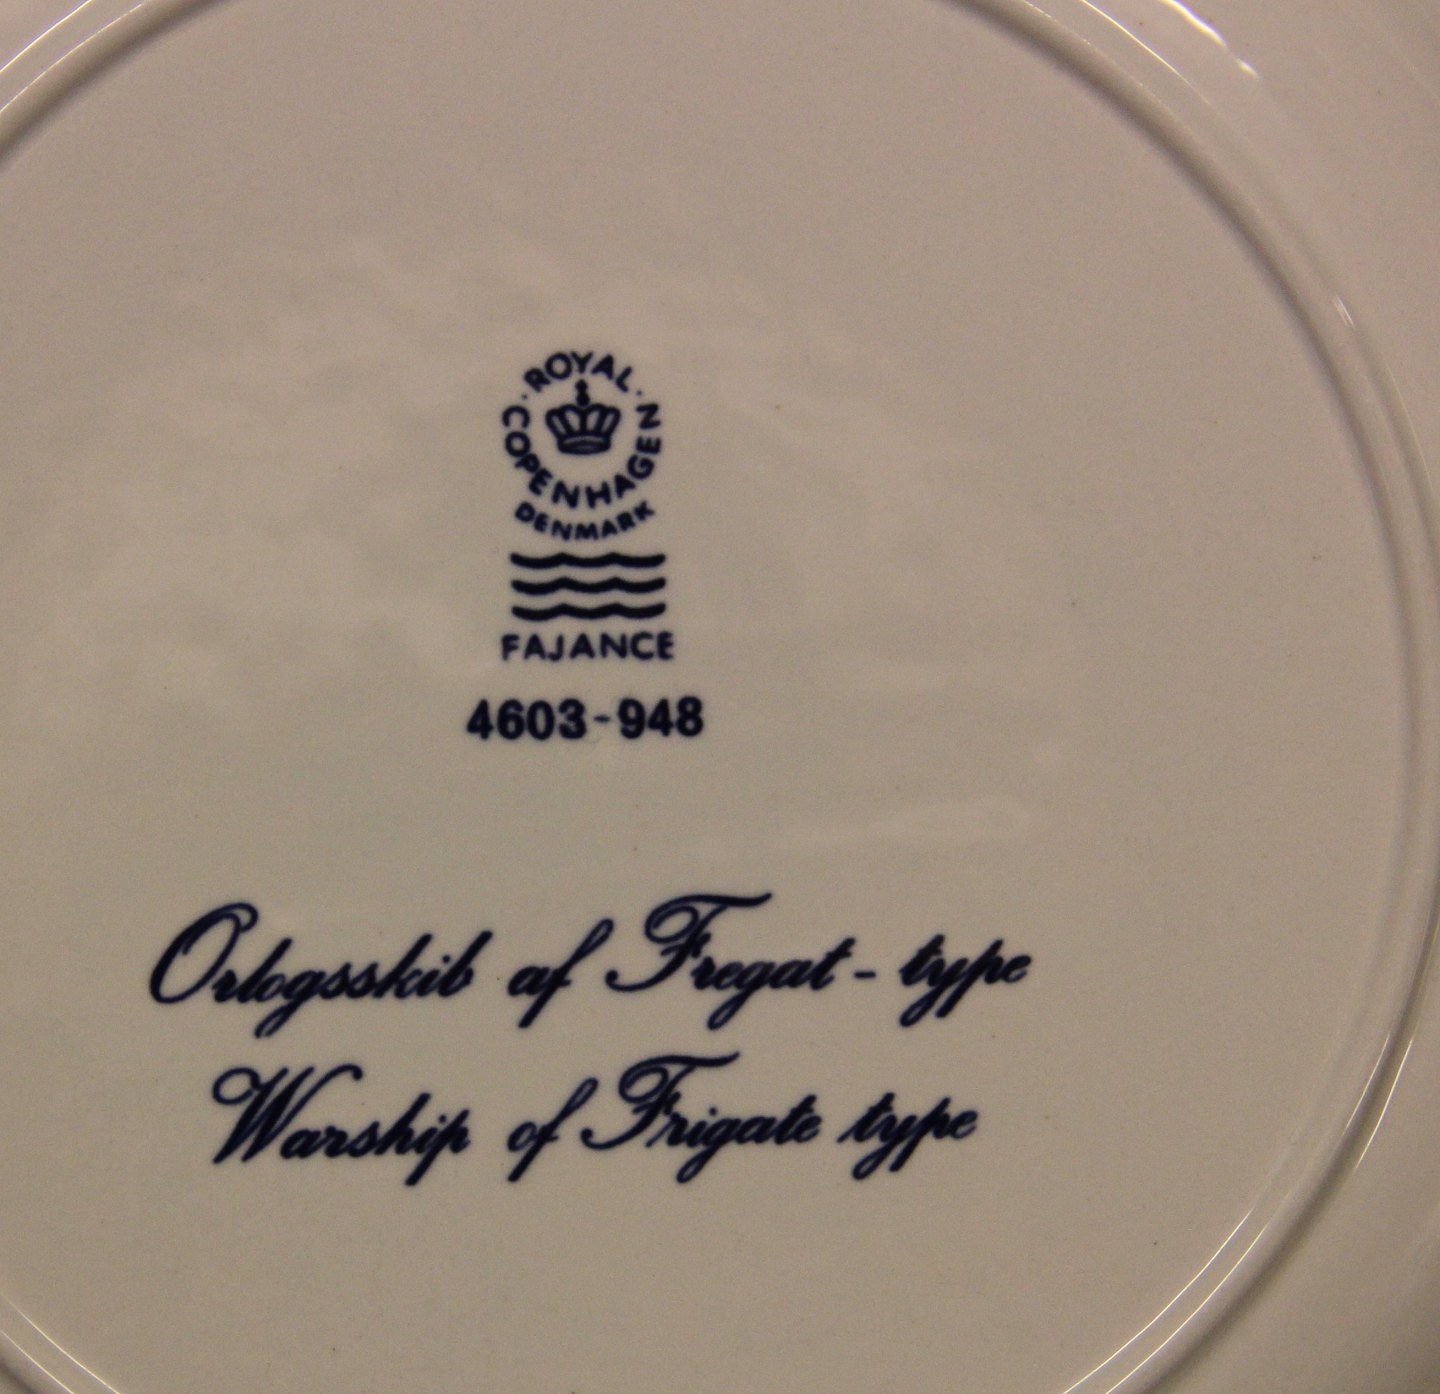 ROYAL
COPENHAGEN
DENMARK
FAJANCE
4603-948
Orlogsskib af Fregat-type
Warship of Frigate type